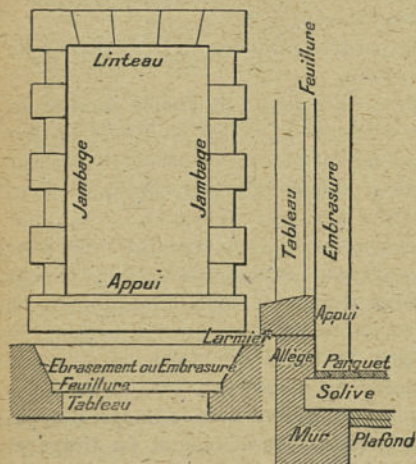 Linteau
Jambage
Jambage
Appui
Ebrasement ou Embrasure
Feuillure
Tableau
Feuillure
Tableau
Embrasure
Appui
Larmier
Allège
Parquet
Solive
Mur
Plafond